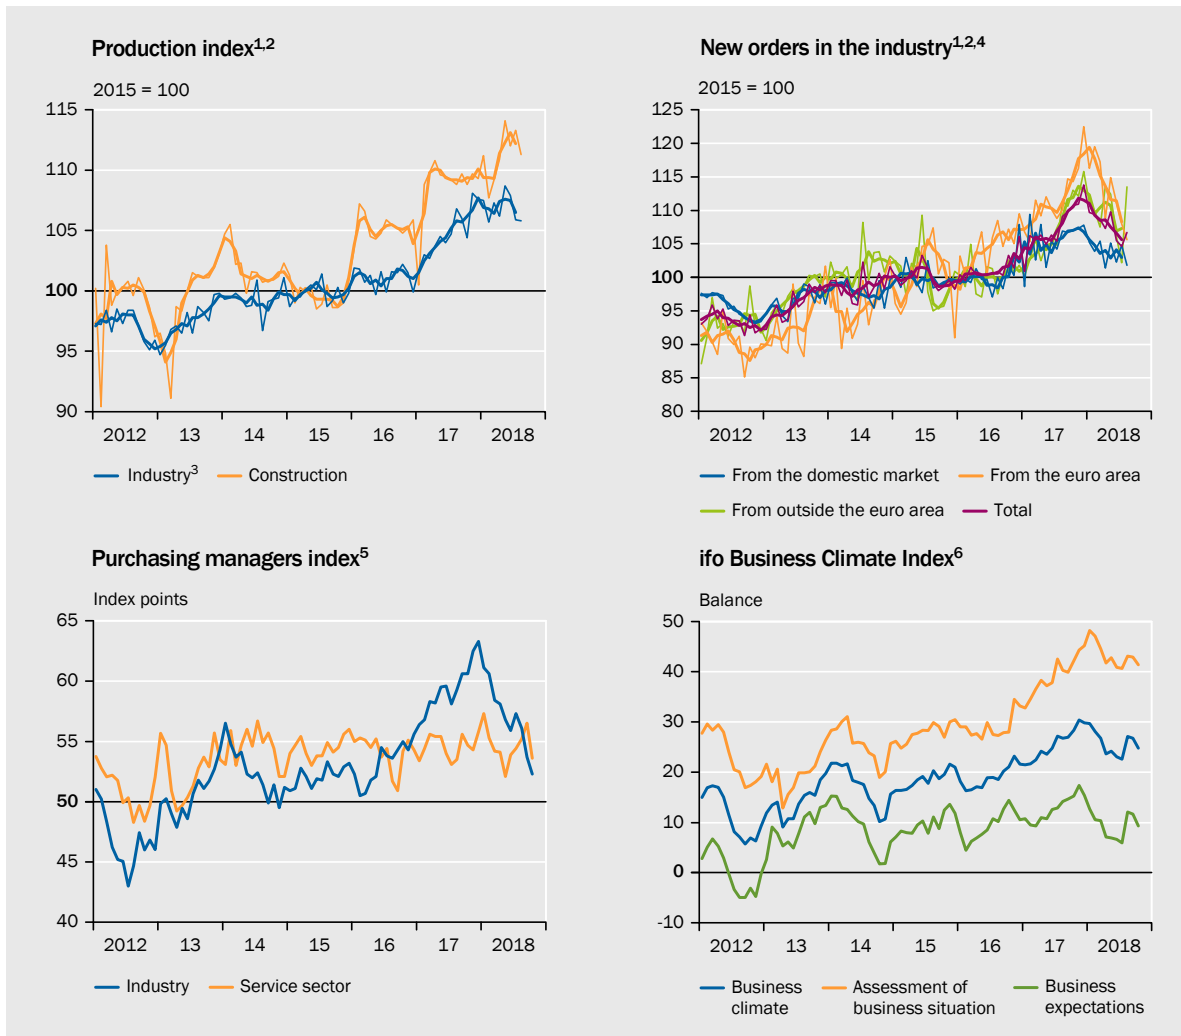 Production index1,2
2015 = 100
115
110
105
100
95
90
2012 13 14 15 16 17 2018
Industry3 Construction
New orders in the industry1,2,4
2015 = 100
125
120
115
110
105
100
95
90
85
80
2012 13 14 15 16 17 2018
From the domestic market From the euro area
From outside the euro area Total
Purchasing managers index5
Index points
65
60
55
50
45
40
2012 13 14 15 16 17 2018
Industry Service sector
ifo Business Climate Index6
Balance
50
40
30
20
10
0
-10
2012 13 14 15 16 17 2018
Business climate
Assessment of business situation
Business expectations